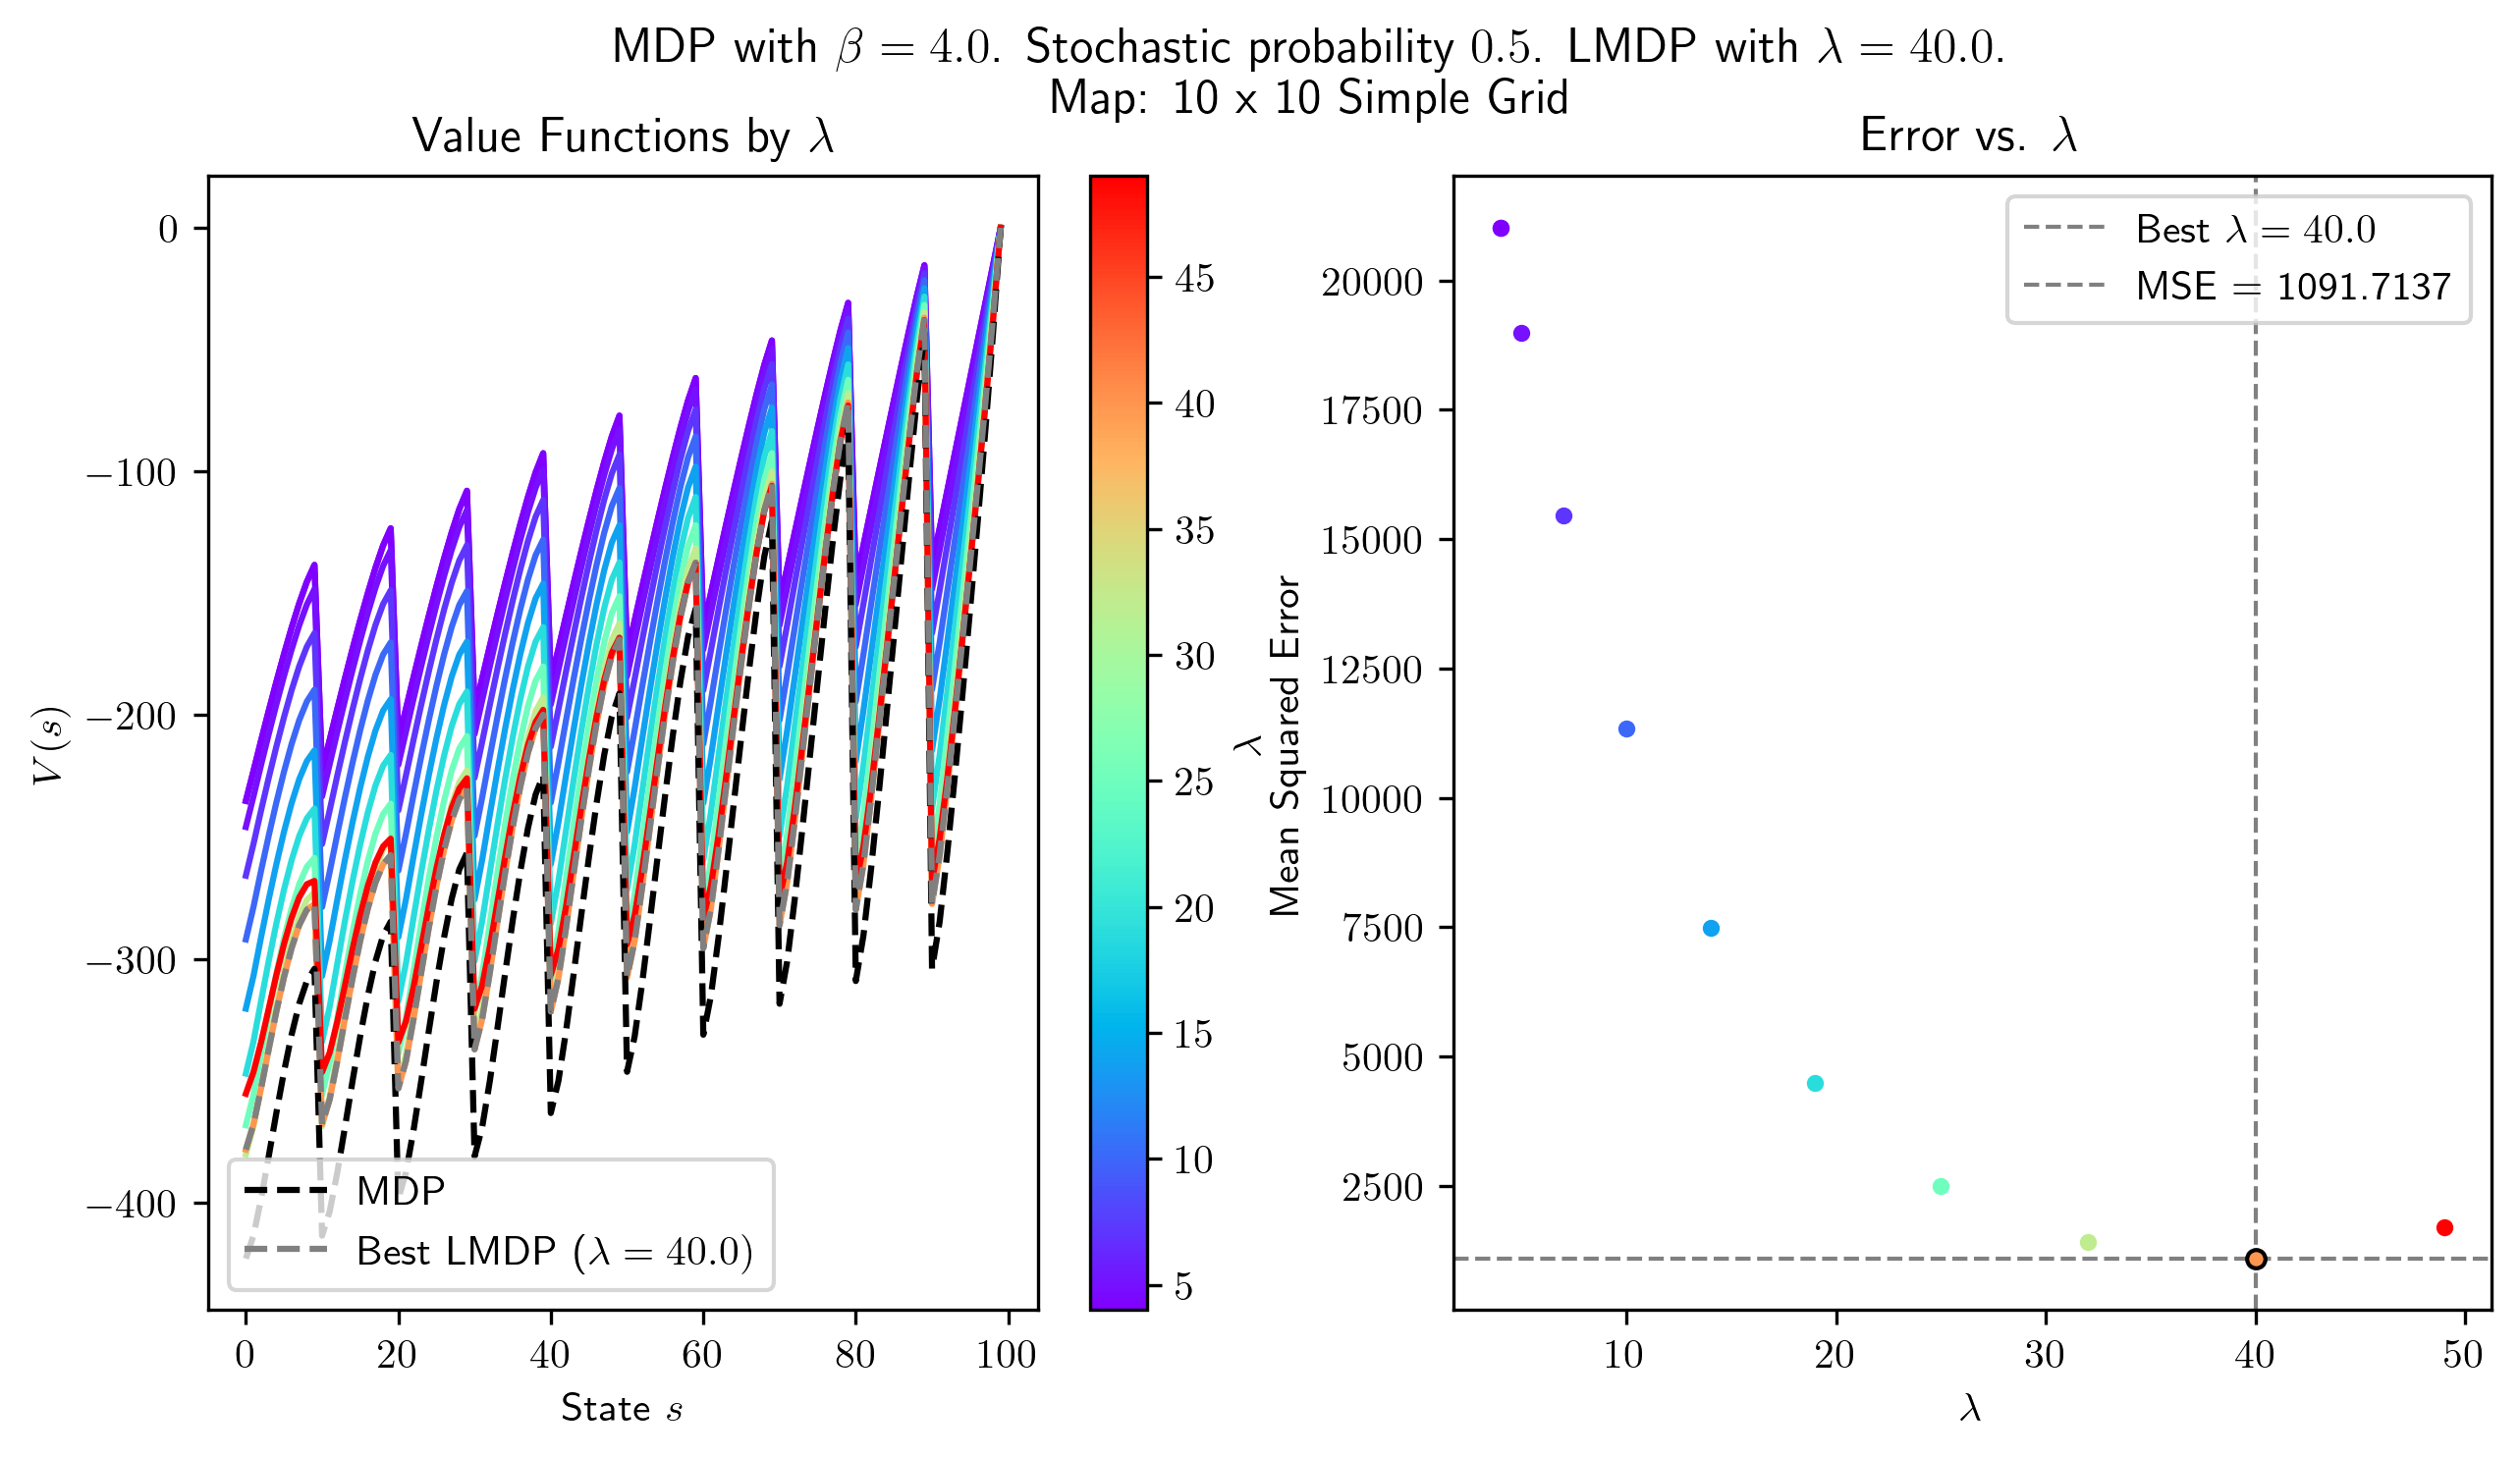 MDP with β = 4.0. Stochastic probability 0.5. LMDP with λ = 40.0.
Map: 10 x 10 Simple Grid
Value Functions by λ
0
−100
−200
−300
−400
V(s)
0
20
40
60
80
100
State s
MDP
Best LMDP (λ = 40.0)
45
40
35
30
25
20
15
10
5
λ
Error vs. λ
Mean Squared Error
20000
17500
15000
12500
10000
7500
5000
2500
10
20
30
40
50
λ
Best λ = 40.0
MSE = 1091.7137